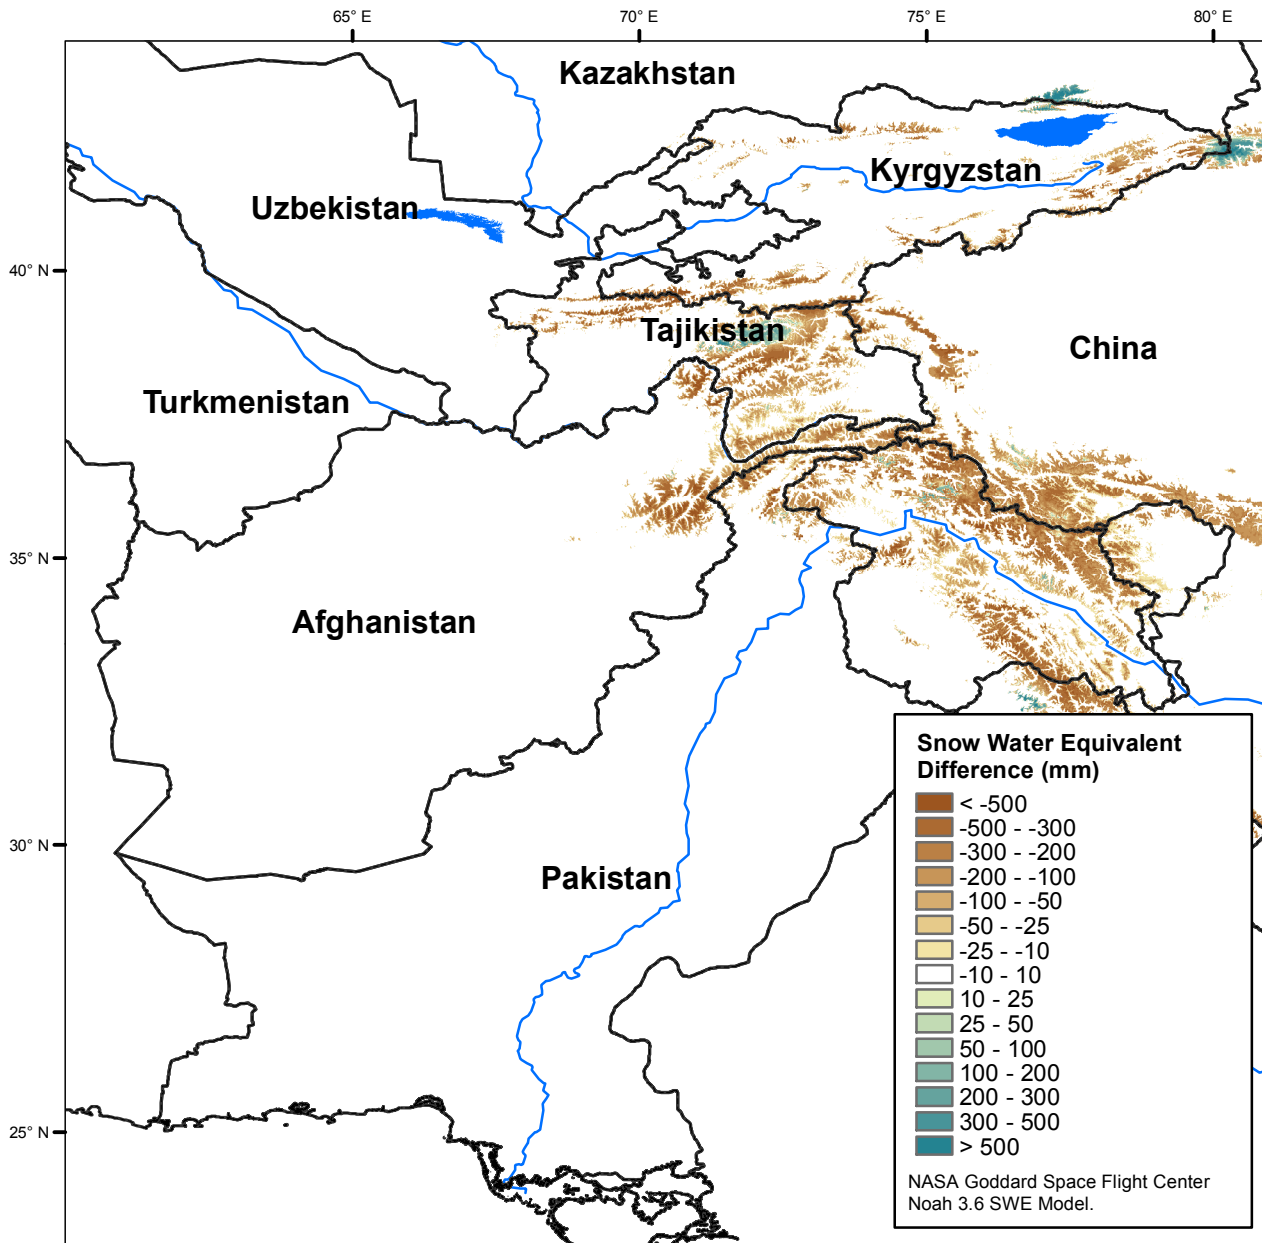 65° E
70° E
75° E
80° E
Kazakhstan
Kyrgyzstan
Uzbekistan
40° N
Tajikistan
China
Turkmenistan
35° N
Afghanistan
30° N
Pakistan
25° N
Snow Water Equivalent
Difference (mm)
< -500
-500 - -300
-300 - -200
-200 - -100
-100 - -50
-50 - -25
-25 - -10
-10 - 10
10 - 25
25 - 50
50 - 100
100 - 200
200 - 300
300 - 500
> 500
NASA Goddard Space Flight Center
Noah 3.6 SWE Model.